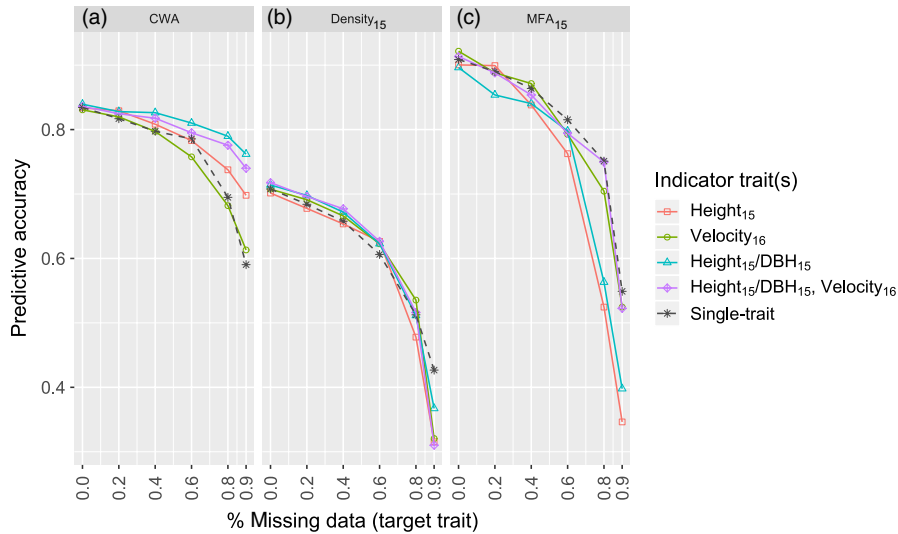 (a) CWA
(b) Density15
(c) MFA15
Predictive accuracy
0.8
0.6
0.4
0.0 0.2 0.4 0.6 0.8 0.9
0.0 0.2 0.4 0.6 0.8 0.9
0.0 0.2 0.4 0.6 0.8 0.9
% Missing data (target trait)
Indicator trait(s)
Height15
Velocity16
Height15/DBH15
Height15/DBH15, Velocity16
Single-trait